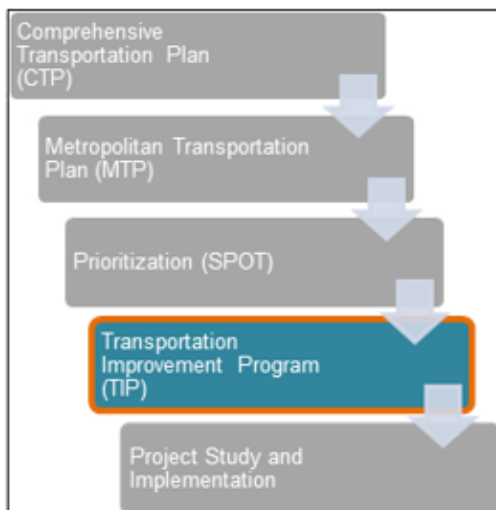 Comprehensive
Transportation Plan
(CTP)
Metropolitan Transportation
Plan (MTP)
Prioritization (SPOT)
Transportation
Improvement Program
(TIP)
Project Study and
Implementation